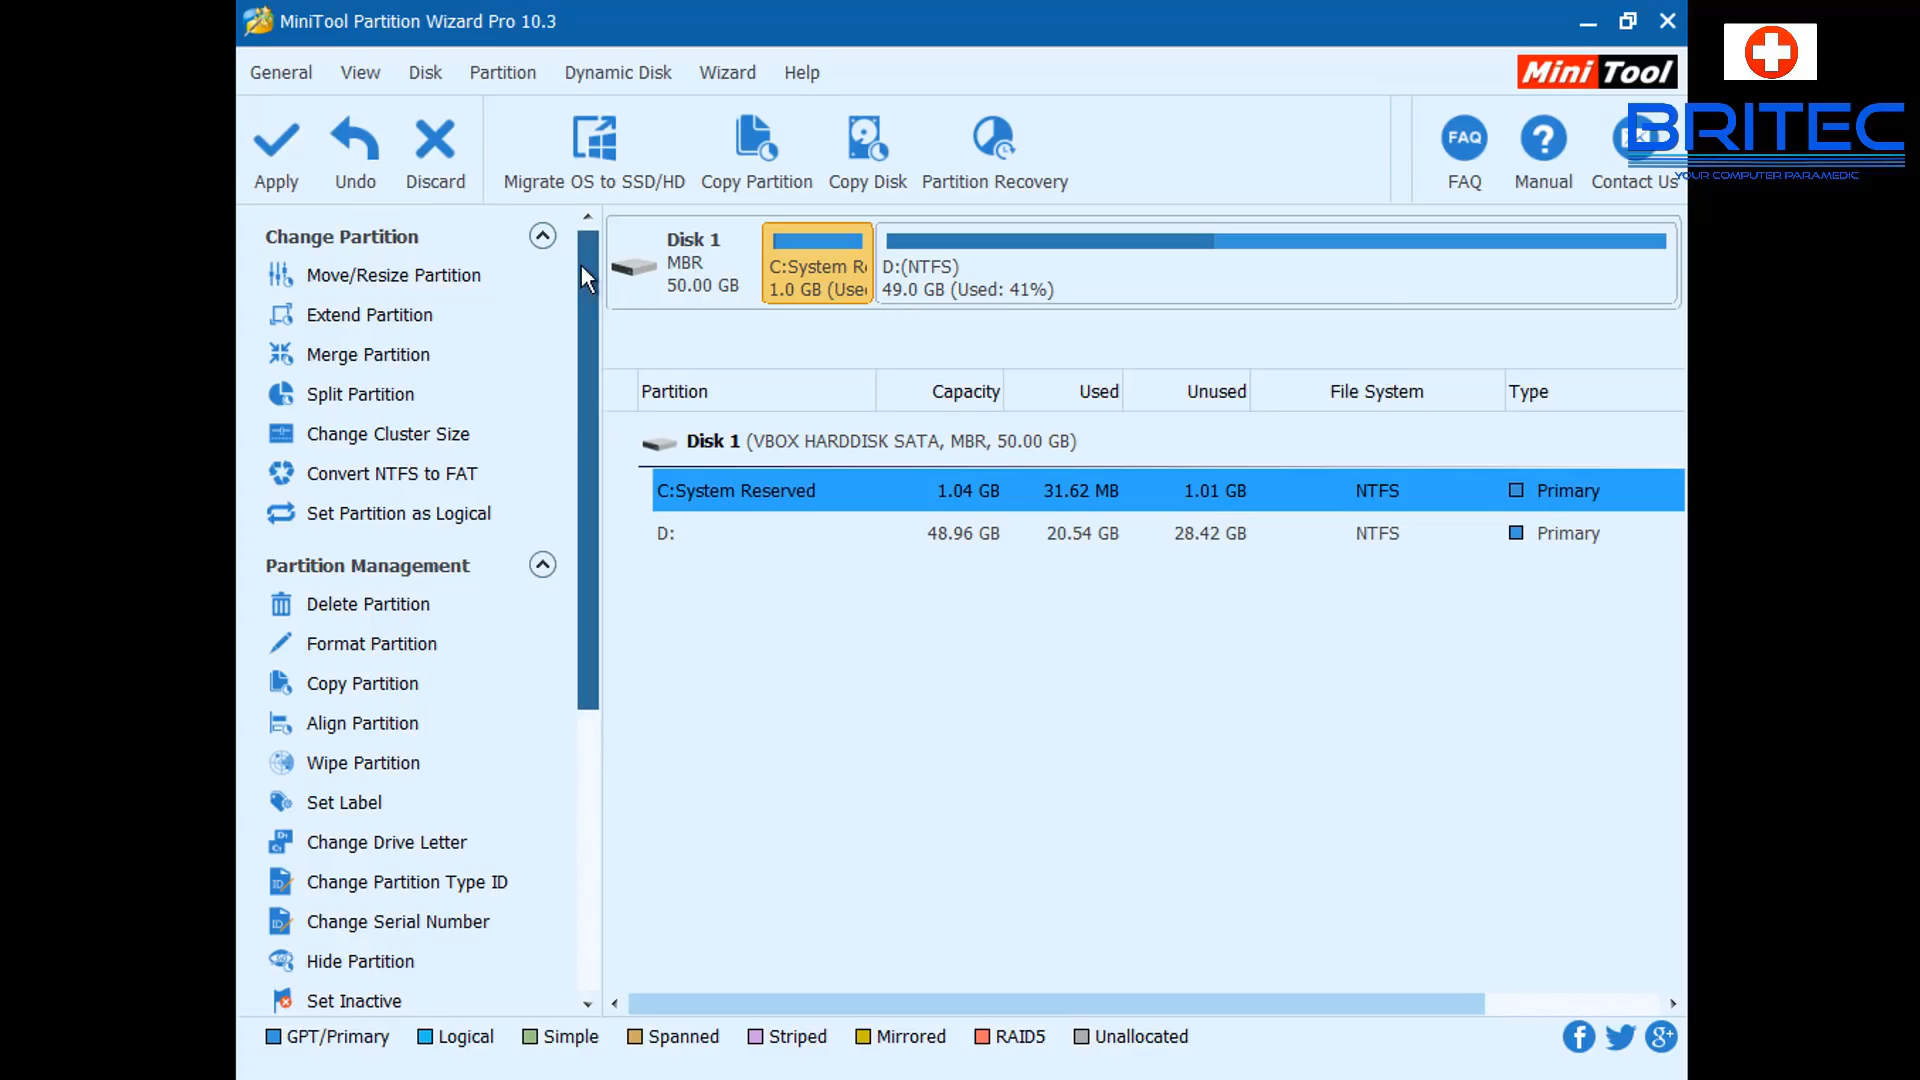 MiniTool Partition Wizard Pro 10.3
General View Disk Partition Dynamic Disk Wizard Help
Mini Tool
BRITEC
YOUR COMPUTER PARAMEDIC
Apply Undo Discard Migrate OS to SSD/HD Copy Partition Copy Disk Partition Recovery FAQ FAQ Manual Contact Us
Change Partition
Move/Resize Partition
Extend Partition
Merge Partition
Split Partition
Change Cluster Size
Convert NTFS to FAT
Set Partition as Logical
Partition Management
Delete Partition
Format Partition
Copy Partition
Align Partition
Wipe Partition
Set Label
Change Drive Letter
Change Partition Type ID
Change Serial Number
Hide Partition
Set Inactive
Disk 1
MBR
50.00 GB
C:System Re
1.0 GB (Used
D:(NTFS)
49.0 GB (Used: 41%)
Partition Capacity Used Unused File System Type
Disk 1 (VBOX HARDDISK SATA, MBR, 50.00 GB)
C:System Reserved 1.04 GB 31.62 MB 1.01 GB NTFS Primary
D: 48.96 GB 20.54 GB 28.42 GB NTFS Primary
GPT/Primary Logical Simple Spanned Striped Mirrored RAID5 Unallocated